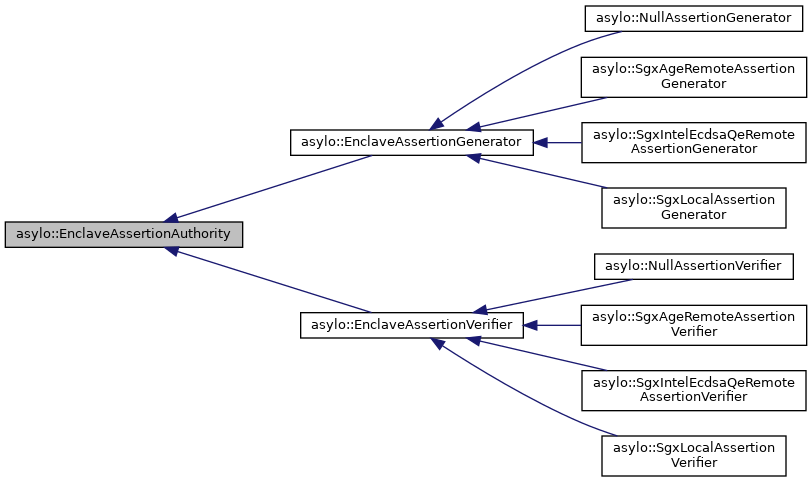 asylo::NullAssertionGenerator
asylo::SgxAgeRemoteAssertion
Generator
asylo::EnclaveAssertionGenerator
asylo::SgxIntelEcdsaQeRemote
AssertionGenerator
asylo::SgxLocalAssertion
Generator
asylo::EnclaveAssertionAuthority
asylo::NullAssertionVerifier
asylo::EnclaveAssertionVerifier
asylo::SgxAgeRemoteAssertion
Verifier
asylo::SgxIntelEcdsaQeRemote
AssertionVerifier
asylo::SgxLocalAssertion
Verifier